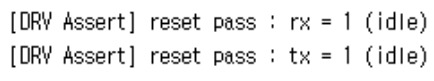 [DRV Assert] reset pass : rx = 1 (idle)
[DRV Assert] reset pass : tx = 1 (idle)